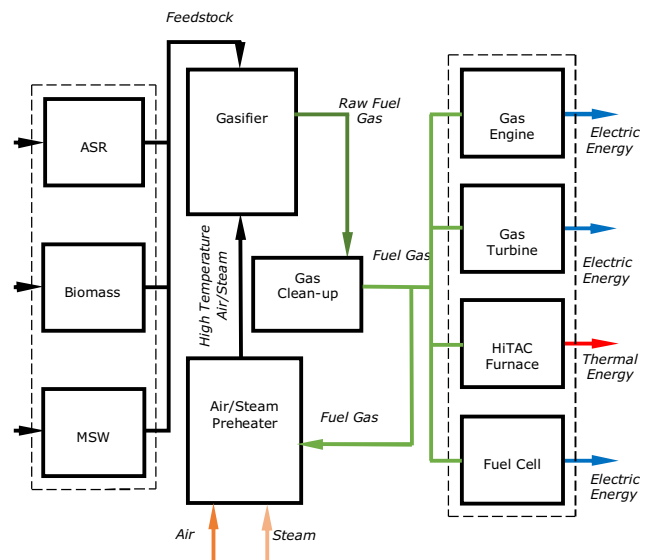 Feedstock
ASR
Biomass
MSW
Gasifier
Raw Fuel
Gas
High Temperature
Air/Steam
Gas
Clean-up
Fuel Gas
Air/Steam
Preheater
Fuel Gas
Air
Steam
Gas
Engine
Electric
Energy
Gas
Turbine
Electric
Energy
HiTAC
Furnace
Thermal
Energy
Fuel Cell
Electric
Energy